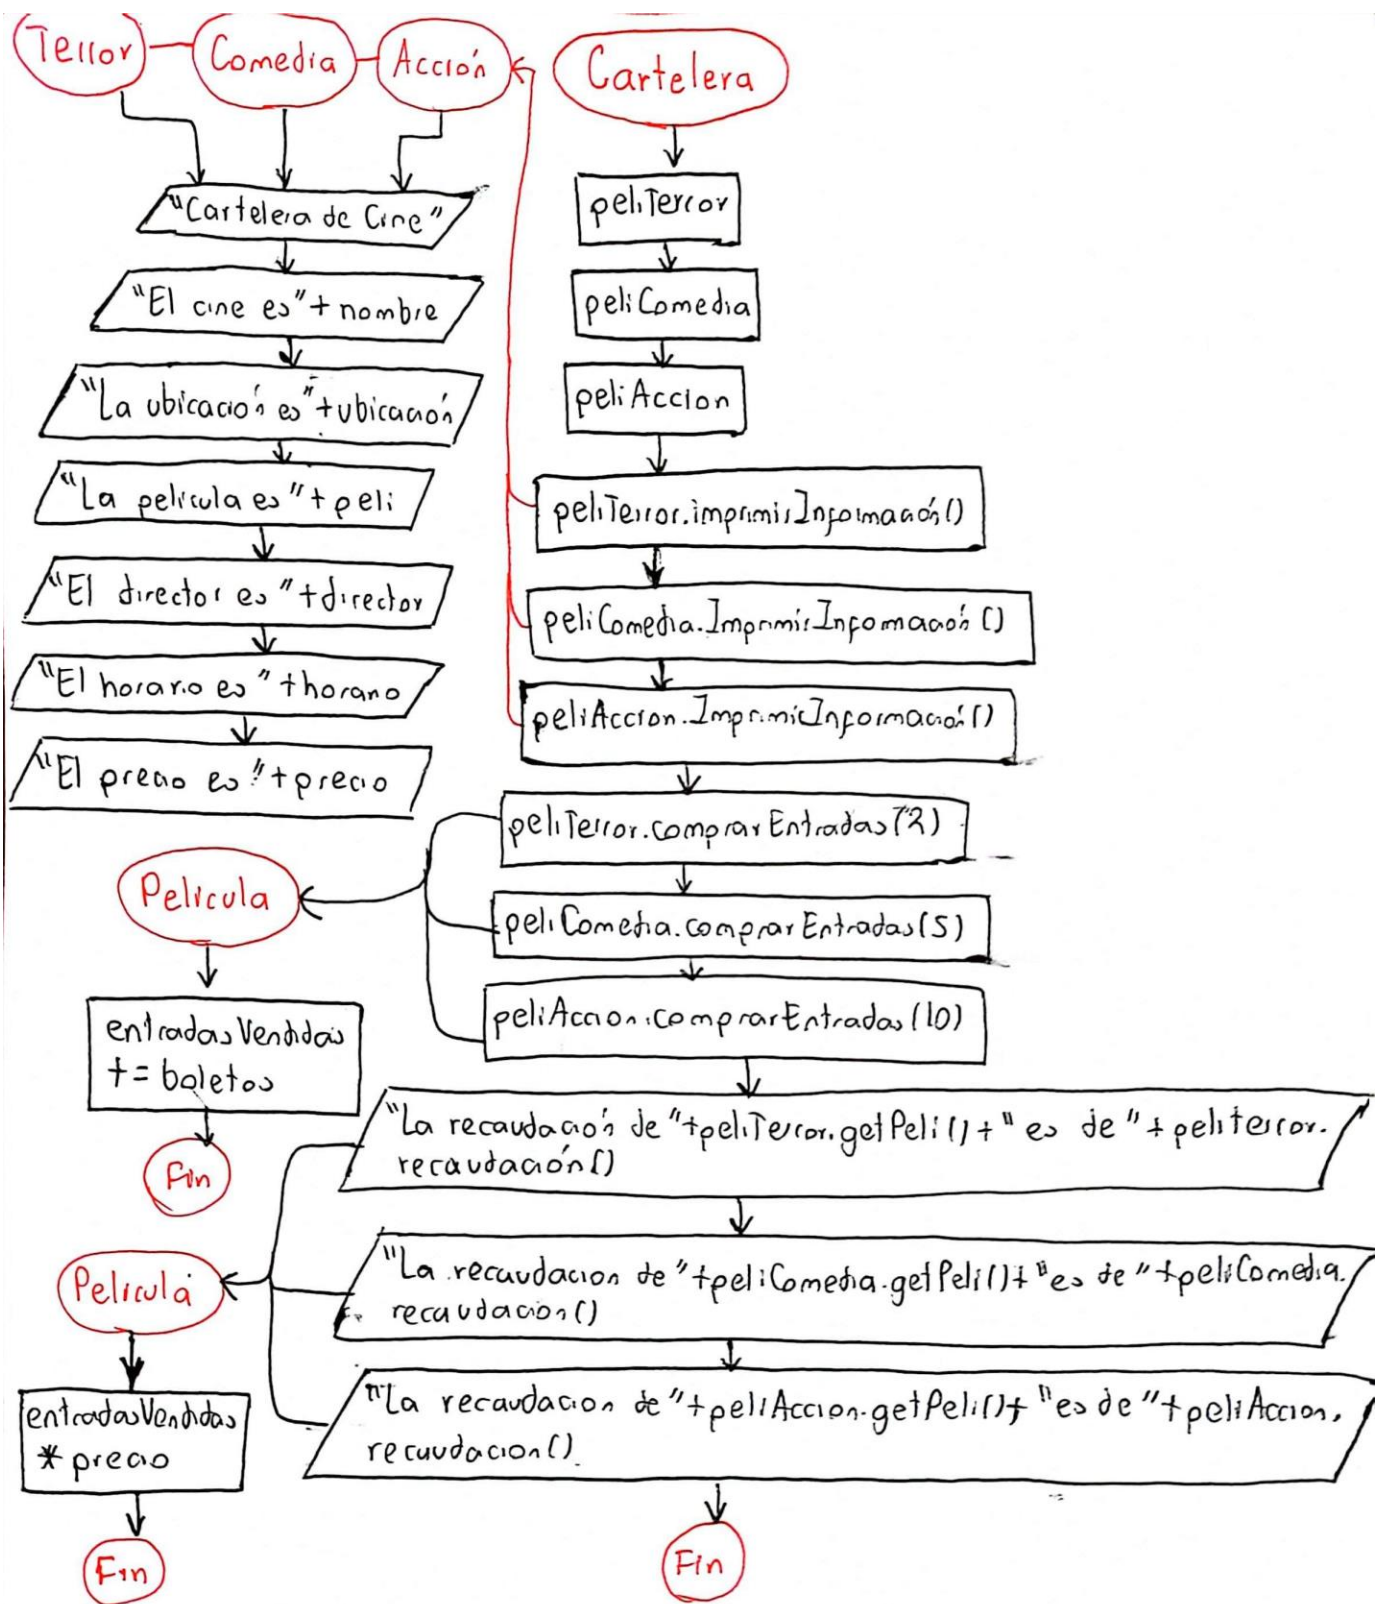 Terror
Comedia
Acción
Cartelera
"Cartelera de Cine"
"El cine es"+nombre
"La ubicación es"+ubicación
"La pelicula es"+peli
"El director es"+director
"El horario es"+horario
"El precio es"+precio
peliTerror
peliComedia
peliAccion
peliTerror.imprimirInformación()
peliComedia.ImprimirInfomación()
peliAccion.ImprimirInformación()
peliTerror.comprarEntradas(2)
peliComedia.comprarEntradas(5)
peliAccion.comprarEntradas(10)
Pelicula
entradasVendidas
+=boletos
Fin
"La recaudación de"+peliTerror.getPeli()+"es de"+peliterror.
recaudación()
"La recaudacion de"+peliComedia.getPeli()+"es de"+peliComedia.
recaudacion()
"La recaudacion de"+peliAccion.getPeli()+"es de"+peliAccion.
recaudacion()
Pelicula
entradasVendidas
*precio
Fin
Fin